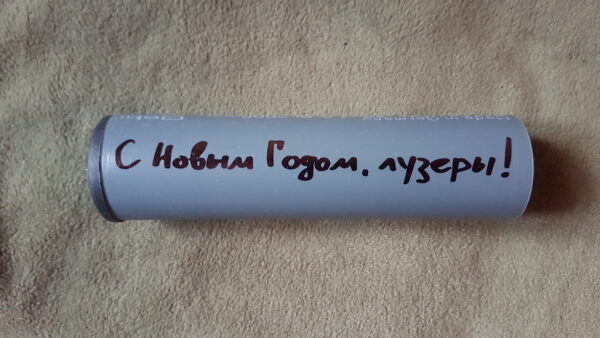 С Новым Годом, лузеры!